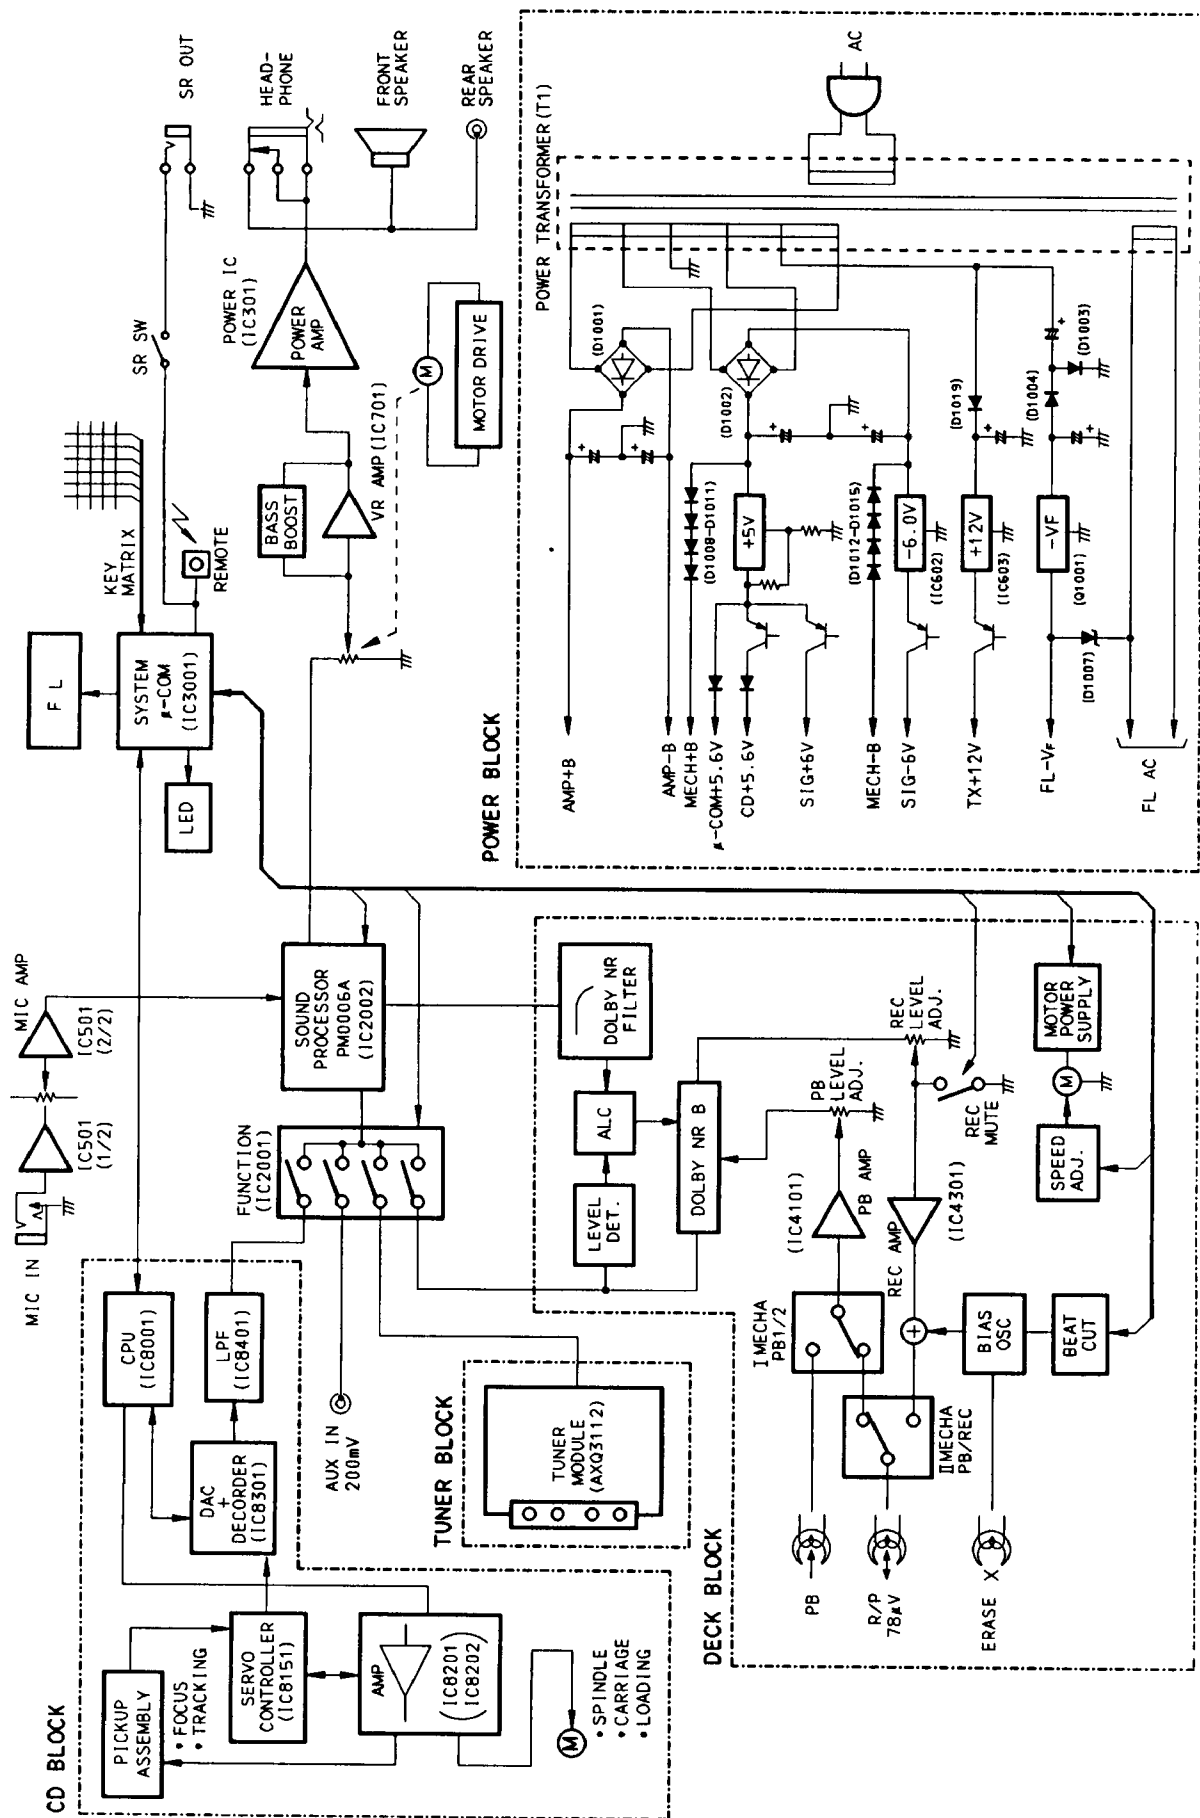 CD BLOCK
PICKUP
ASSEMBLY
• FOCUS
• TRACKING
SERVO
CONTROLLER
(IC8151)
AMP
(IC8201
IC8202)
M
• SPINDLE
• CARRIAGE
• LOADING
CPU
(IC8001)
DAC
+
DECORDER
(IC8301)
LPF
(IC8401)
MIC IN
IC501
(1/2)
MIC AMP
IC501
(2/2)
AUX IN
200mV
TUNER BLOCK
TUNER
MODULE
(AXQ3112)
FUNCTION
(IC2001)
SOUND
PROCESSOR
PM0006A
(IC2002)
DECK BLOCK
PB
R/P
78μV
ERASE X
I MECHA
PB1/2
II MECHA
PB/REC
BIAS
OSC
BEAT
CUT
(IC4101)
PB AMP
REC AMP
(IC4301)
LEVEL
DET.
ALC
DOLBY NR
FILTER
DOLBY NR B
PB
LEVEL
ADJ.
REC
LEVEL
ADJ.
REC
MUTE
SPEED
ADJ.
M
MOTOR
POWER
SUPPLY
F L
LED
SYSTEM
μ-COM
(IC3001)
KEY
MATRIX
REMOTE
SR SW
SR OUT
BASS
BOOST
VR AMP(IC701)
POWER IC
(IC301)
POWER
AMP
M
MOTOR DRIVE
HEAD-
PHONE
FRONT
SPEAKER
REAR
SPEAKER
POWER BLOCK
POWER TRANSFORMER(T1)
AC
AMP+B
AMP-B
MECH+B
μ-COM+5.6V
CD+5.6V
SIG+6V
MECH-B
SIG-6V
TX+12V
FL-VF
FL AC
(D1001)
(D1002)
(D1008-D1011)
+5V
(D1012-D1015)
-6.0V
(IC602)
+12V
(IC603)
(D1019)
-VF
(Q1001)
(D1004)
(D1003)
(D1007)